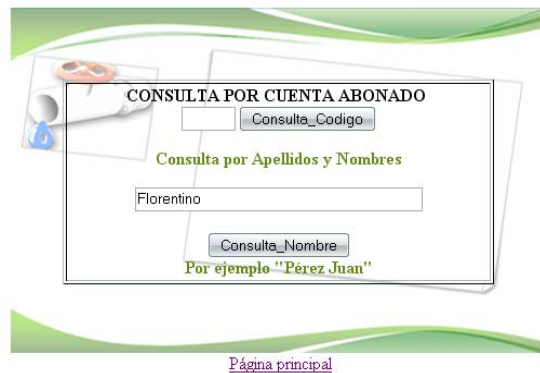 CONSULTA POR CUENTA ABONADO
Consulta_Codigo
Consulta por Apellidos y Nombres
Florentino
Consulta_Nombre
Por ejemplo "Pérez Juan"
Página principal